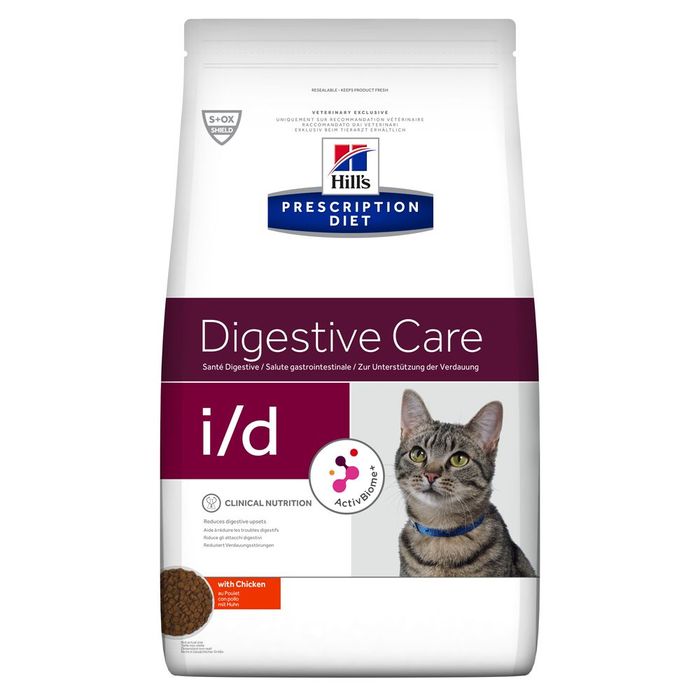 RESEALABLE - KEEPS PRODUCT FRESH
S+OX
SHIELD
VETERINARY EXCLUSIVE
UNIQUEMENT SUR RECOMMANDATION VÉTÉRINAIRE
RACCOMANDATO DAI VETERINARI
EXKLUSIV BEIM TIERARZT ERHÄLTLICH
Hill's
PRESCRIPTION
DIET
Digestive Care
Santé Digestive / Salute gastrointestinale / Zur Unterstützung der Verdauung
i/d
ActivBiome+
CLINICAL NUTRITION
Reduces digestive upsets
Aide à réduire les troubles digestifs
Riduce gli attacchi digestivi
Reduziert Verdauungsstörungen
with Chicken
au Poulet
con pollo
mit Huhn
Not actual size